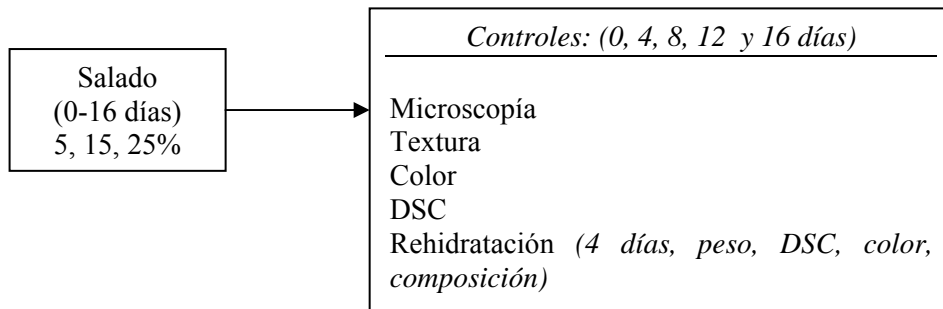 Salado
(0-16 días)
5, 15, 25%
Controles: (0, 4, 8, 12 y 16 días)
Microscopía
Textura
Color
DSC
Rehidratación (4 días, peso, DSC, color,
composición)